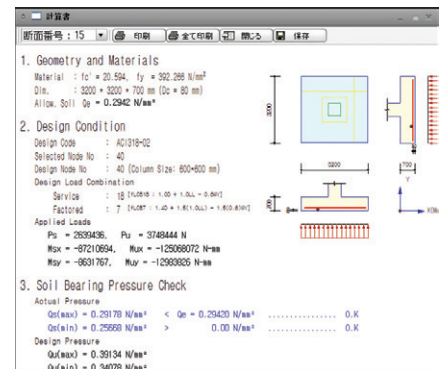 計算書
断面番号 : 15 印刷 全て印刷 閉じる 保存
1. Geometry and Materials
Material : fc' = 20.594, fy = 392.266 N/mm²
Dim. : 3200 * 3200 * 700 mm (Dc = 80 mm)
Allow. Soil Qe = 0.2942 N/mm²
2. Design Condition
Design Code : ACI318-02
Selected Node No : 40
Design Node No : 40 (Column Size: 600*600 mm)
Design Load Combination
Service : 18
Factored : 7
Applied Loads
Ps = 2639436, Pu = 3748444 N
Msx = -87210694, Mux = -125068072 N-mm
Msy = -8631767, Muy = -12983826 N-mm
3. Soil Bearing Pressure Check
Actual Pressure
Qs(max) = 0.29178 N/mm² < Qe = 0.29420 N/mm² ............... O.K
Qs(min) = 0.25668 N/mm² > 0.00 N/mm² ............... O.K
Design Pressure
Qu(max) = 0.39134 N/mm²
Qu(min) = 0.34078 N/mm²
3200
3200
700
700
Y